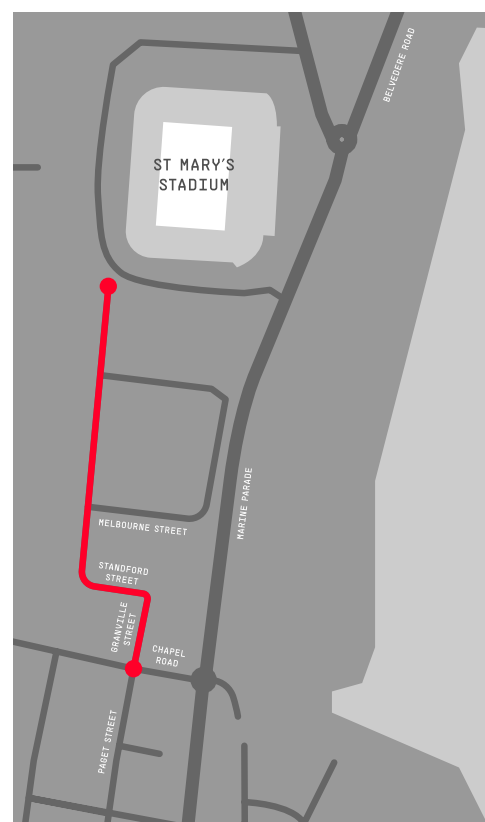 BELVEDERE ROAD
ST MARY'S
STADIUM
MARINE PARADE
MELBOURNE STREET
STANDFORD
STREET
GRANVILLE
STREET
CHAPEL
ROAD
PAGET STREET